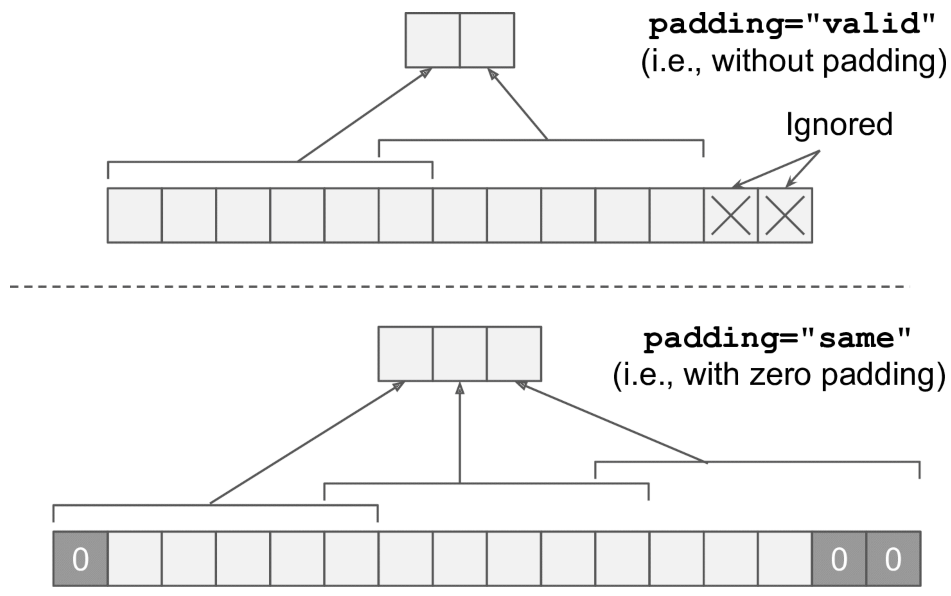 padding="valid"
(i.e., without padding)
Ignored
padding="same"
(i.e., with zero padding)
0 0 0